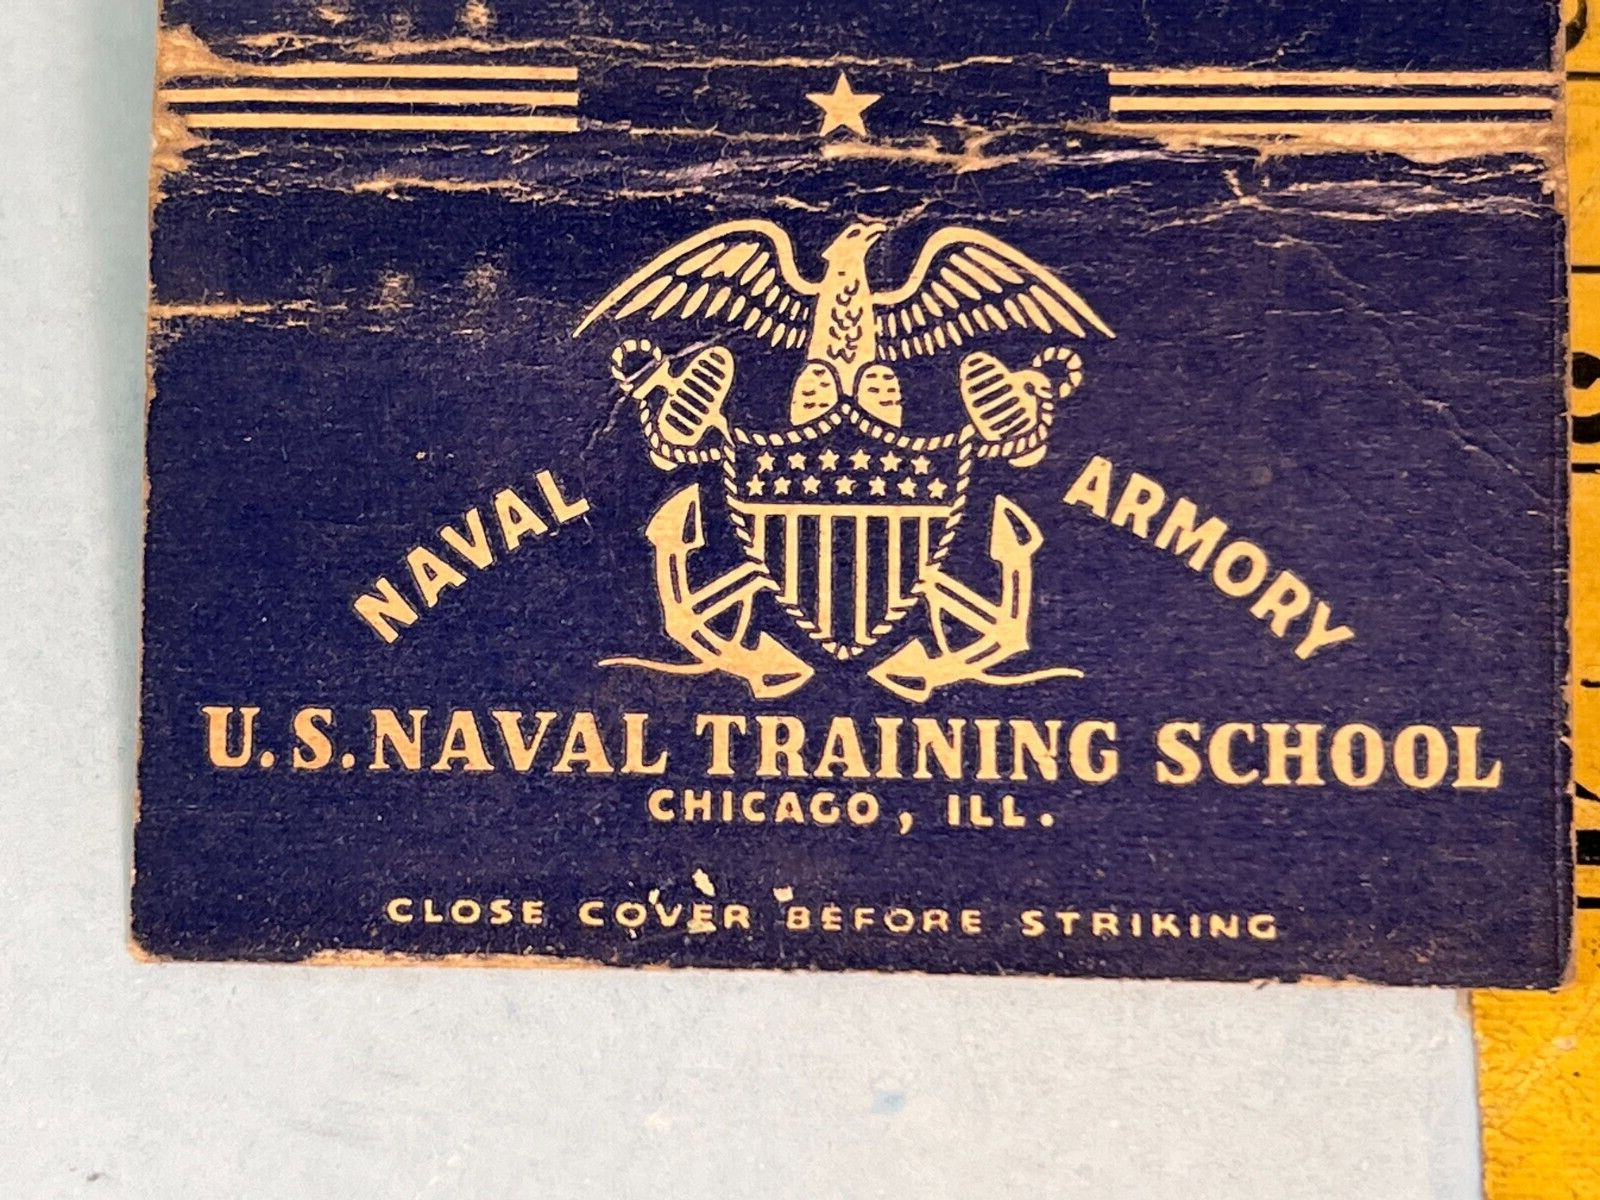 NAVAL ARMORY
U.S. NAVAL TRAINING SCHOOL
CHICAGO, ILL.
CLOSE COVER BEFORE STRIKING